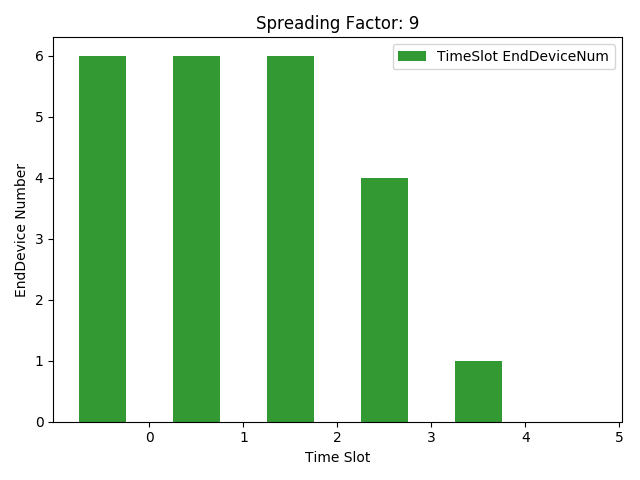 Spreading Factor: 9
TimeSlot EndDeviceNum
EndDevice Number
6
5
4
3
2
1
0
0 1 2 3 4 5
Time Slot